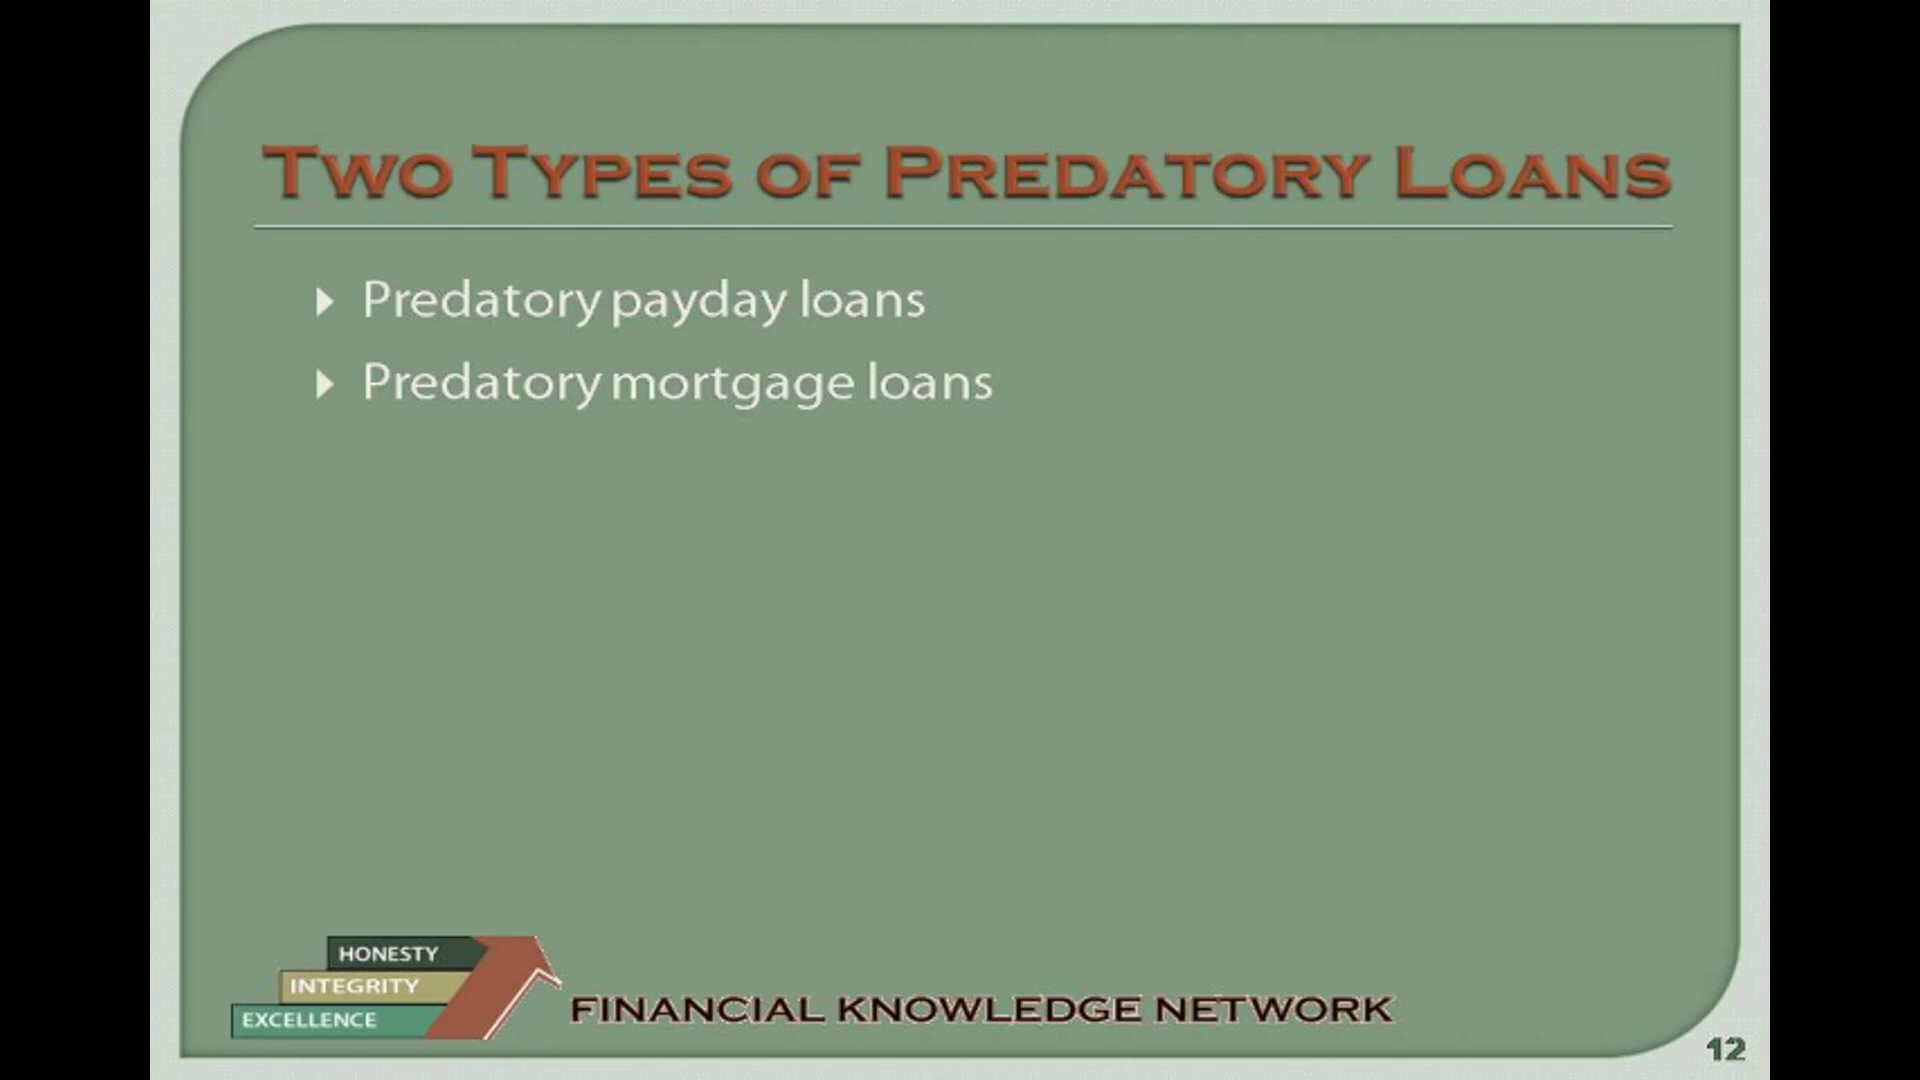 Two Types of Predatory Loans
Predatory payday loans
Predatory mortgage loans
HONESTY
INTEGRITY
EXCELLENCE
FINANCIAL KNOWLEDGE NETWORK
12